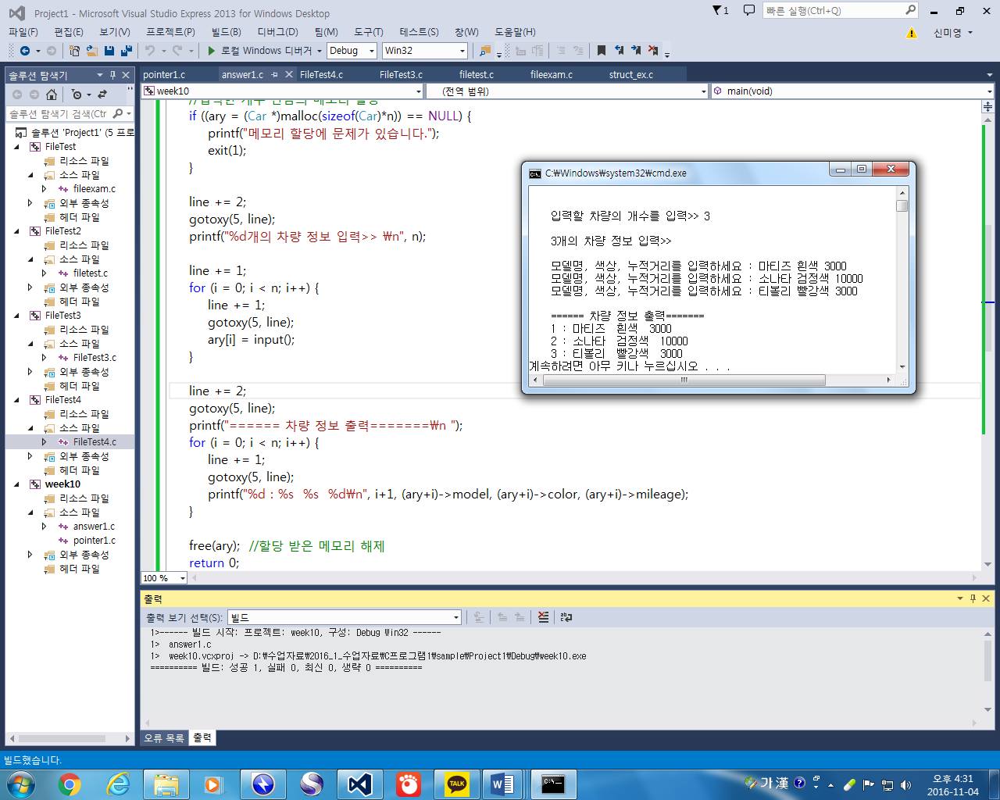 Project1 - Microsoft Visual Studio Express 2013 for Windows Desktop
1
빠른 실행(Ctrl+Q)
파일(F) 편집(E) 보기(V) 프로젝트(P) 빌드(B) 디버그(D) 팀(M) 도구(T) 테스트(S) 창(W) 도움말(H)
신미영
로컬 Windows 디버거 Debug Win32
솔루션 탐색기
솔루션 탐색기 검색(Ctr
솔루션 'Project1' (5 프로
FileTest
리소스 파일
소스 파일
fileexam.c
외부 종속성
헤더 파일
FileTest2
리소스 파일
소스 파일
filetest.c
외부 종속성
헤더 파일
FileTest3
리소스 파일
소스 파일
FileTest3.c
외부 종속성
헤더 파일
FileTest4
리소스 파일
소스 파일
FileTest4.c
외부 종속성
헤더 파일
week10
리소스 파일
소스 파일
answer1.c
pointer1.c
외부 종속성
헤더 파일
pointer1.c answer1.c FileTest4.c FileTest3.c filetest.c fileexam.c struct_ex.c
week10 (전역 범위) main(void)
if ((ary = (Car *)malloc(sizeof(Car)*n)) == NULL) {
printf("메모리 할당에 문제가 있습니다.");
exit(1);
}
line += 2;
gotoxy(5, line);
printf("%d개의 차량 정보 입력>> ₩n", n);
line += 1;
for (i = 0; i < n; i++) {
line += 1;
gotoxy(5, line);
ary[i] = input();
}
line += 2;
gotoxy(5, line);
printf("====== 차량 정보 출력=======₩n ");
for (i = 0; i < n; i++) {
line += 1;
gotoxy(5, line);
printf("%d : %s  %s  %d₩n", i+1, (ary+i)->model, (ary+i)->color, (ary+i)->mileage);
}
free(ary);  //할당 받은 메모리 해제
return 0;
100 %
C:₩Windows₩system32₩cmd.exe
입력할 차량의 개수를 입력>> 3
3개의 차량 정보 입력>>
모델명, 색상, 누적거리를 입력하세요 : 마티즈 흰색 3000
모델명, 색상, 누적거리를 입력하세요 : 소나타 검정색 10000
모델명, 색상, 누적거리를 입력하세요 : 티볼리 빨강색 3000
====== 차량 정보 출력=======
1 : 마티즈  흰색  3000
2 : 소나타  검정색  10000
3 : 티볼리  빨강색  3000
계속하려면 아무 키나 누르십시오 . . .
출력
출력 보기 선택(S): 빌드
1>------ 빌드 시작: 프로젝트: week10, 구성: Debug Win32 ------
1>  answer1.c
1>  week10.vcxproj -> D:₩수업자료₩2016_1_수업자료₩C프로그램1₩sample₩Project1₩Debug₩week10.exe
========== 빌드: 성공 1, 실패 0, 최신 0, 생략 0 ==========
오류 목록 출력
빌드했습니다.
TALK
가 漢
오후 4:31
2016-11-04